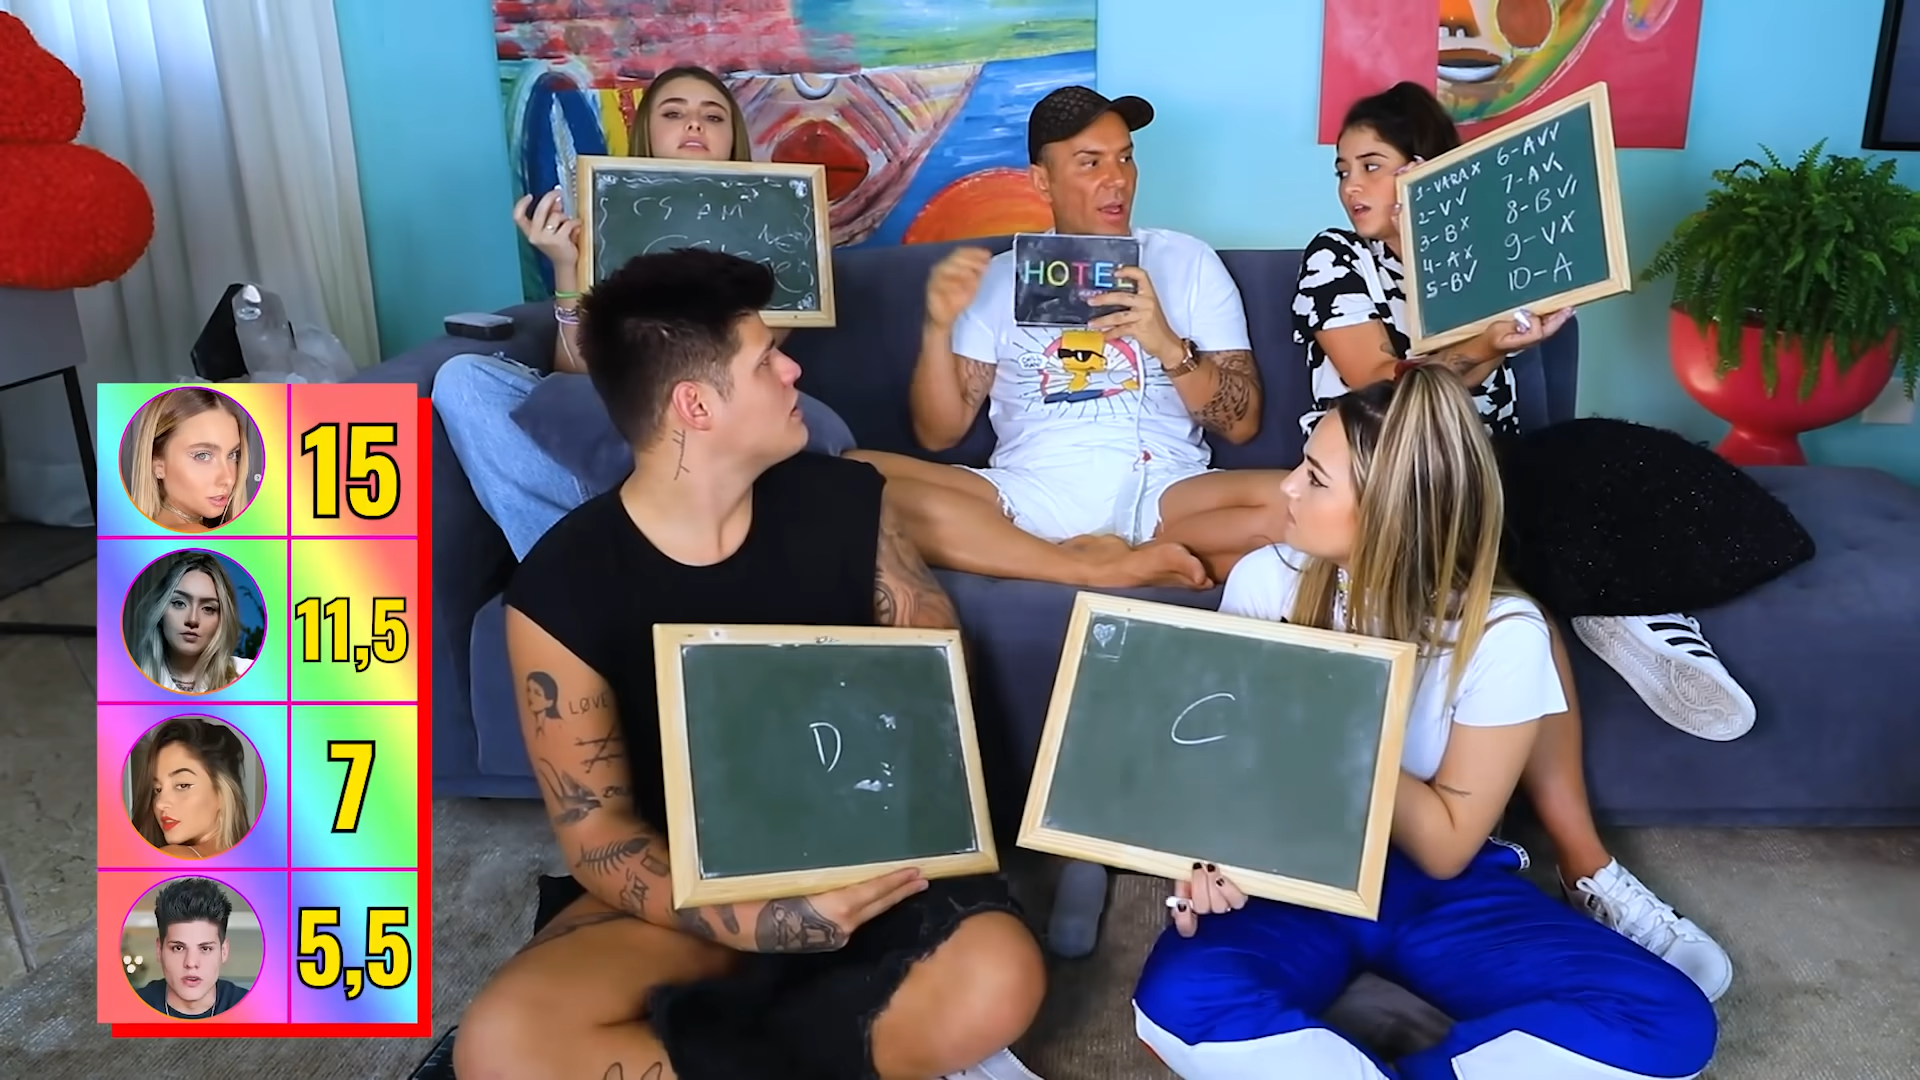 HOTEL
1-VARA X
2-V✓
3-B X
4-A X
5-B✓
6-A✓✓
7-A✓
8-B✓
9-VX
10-A
15
11,5
7
5,5
LOVE
D
C